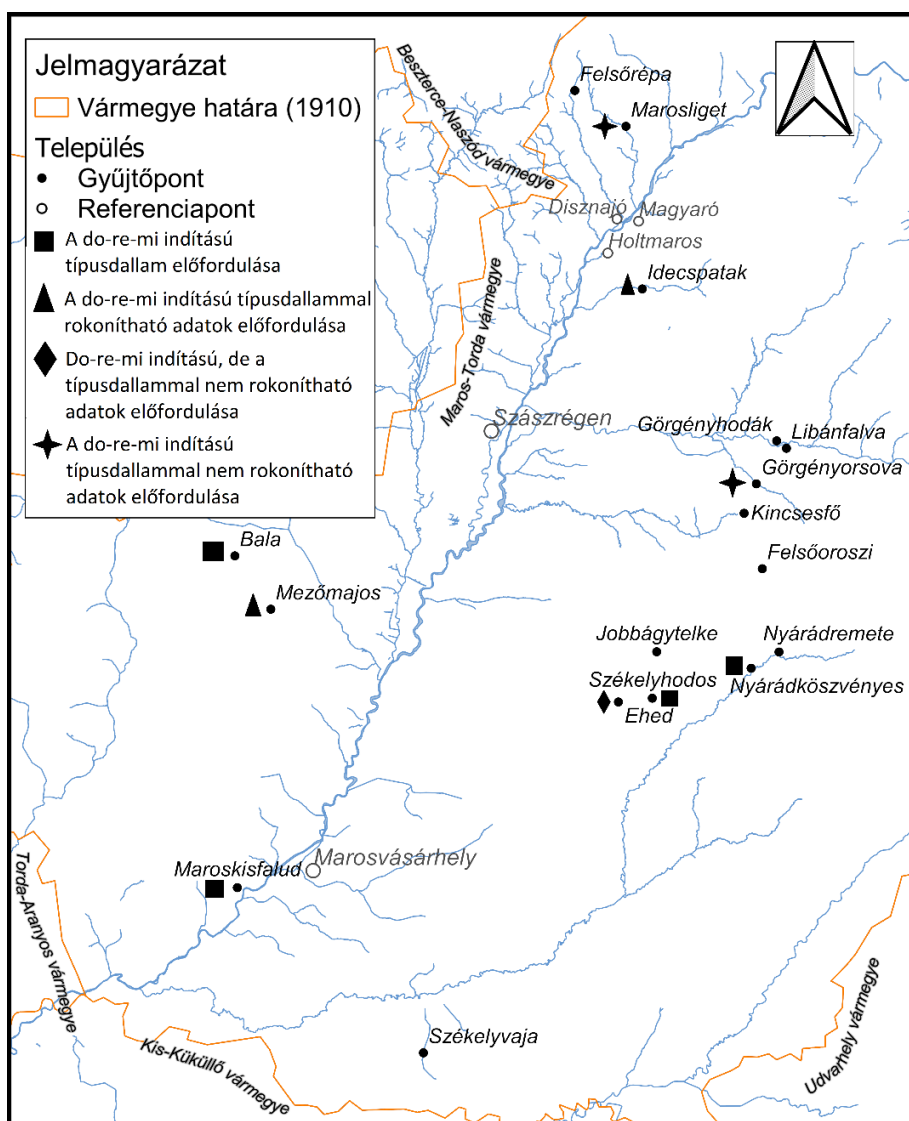 Jelmagyarázat
Vármegye határa (1910)
Település
Gyűjtőpont
Referenciapont
A do-re-mi indítású
típusdallam előfordulása
A do-re-mi indítású típusdallammal
rokonítható adatok előfordulása
Do-re-mi indítású, de a
típusdallammal nem rokonítható
adatok előfordulása
A do-re-mi indítású
típusdallammal nem rokonítható
adatok előfordulása
Beszterce-Naszód vármegye
Felsőrépa
Marosliget
Disznajó
Magyaró
Holtmaros
Idecspatak
Maros-Torda vármegye
Szászrégen
Görgényhodák
Libánfalva
Görgényorsova
Kincsesfő
Bala
Felsőoroszi
Mezőmajos
Jobbágytelke
Nyárádremete
Székelyhodos
Nyárádköszvényes
Ehed
Marosvásárhely
Maroskisfalud
Torda-Aranyos vármegye
Székelyvaja
Kis-Küküllő vármegye
Udvarhely vármegye